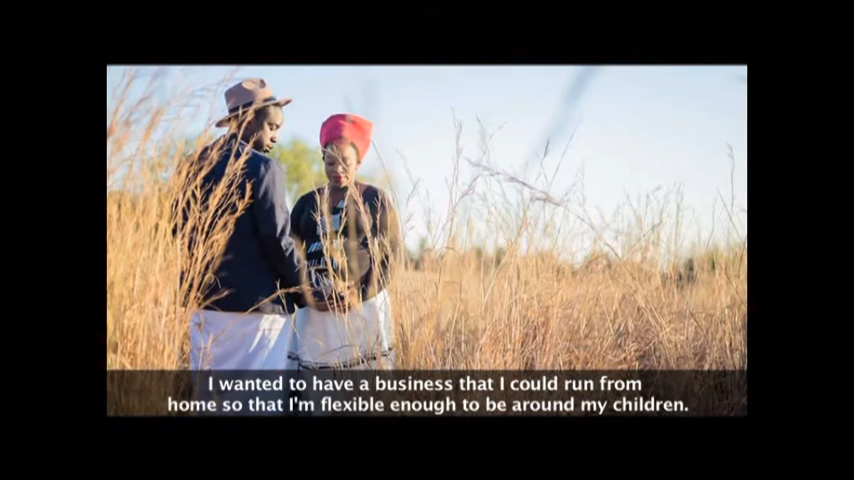 I wanted to have a business that I could run from
home so that I'm flexible enough to be around my children.